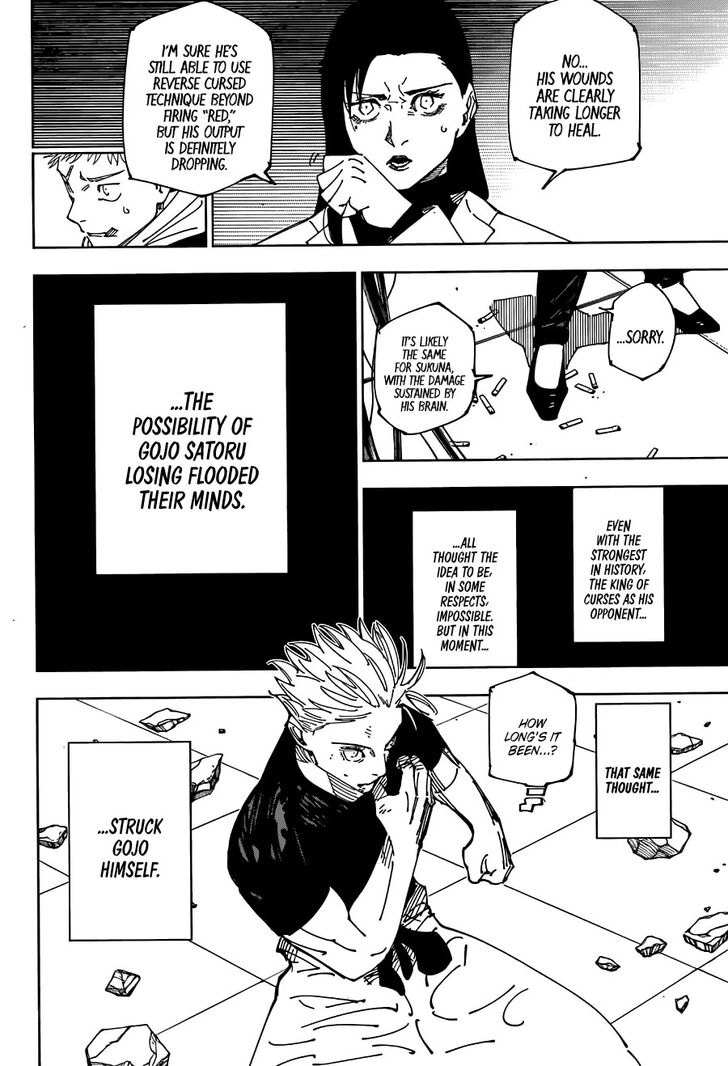 NO...
HIS WOUNDS
ARE CLEARLY
TAKING LONGER
TO HEAL.
I'M SURE HE'S
STILL ABLE TO USE
REVERSE CURSED
TECHNIQUE BEYOND
FIRING "RED,"
BUT HIS OUTPUT
IS DEFINITELY
DROPPING.
...SORRY.
IT'S LIKELY
THE SAME
FOR SUKUNA,
WITH THE DAMAGE
SUSTAINED BY
HIS BRAIN.
EVEN
WITH THE
STRONGEST
IN HISTORY,
THE KING OF
CURSES AS HIS
OPPONENT...
...ALL
THOUGHT THE
IDEA TO BE,
IN SOME
RESPECTS,
IMPOSSIBLE.
BUT IN THIS
MOMENT...
...THE
POSSIBILITY OF
GOJO SATORU
LOSING FLOODED
THEIR MINDS.
THAT SAME
THOUGHT...
HOW
LONG'S IT
BEEN...?
...STRUCK
GOJO
HIMSELF.